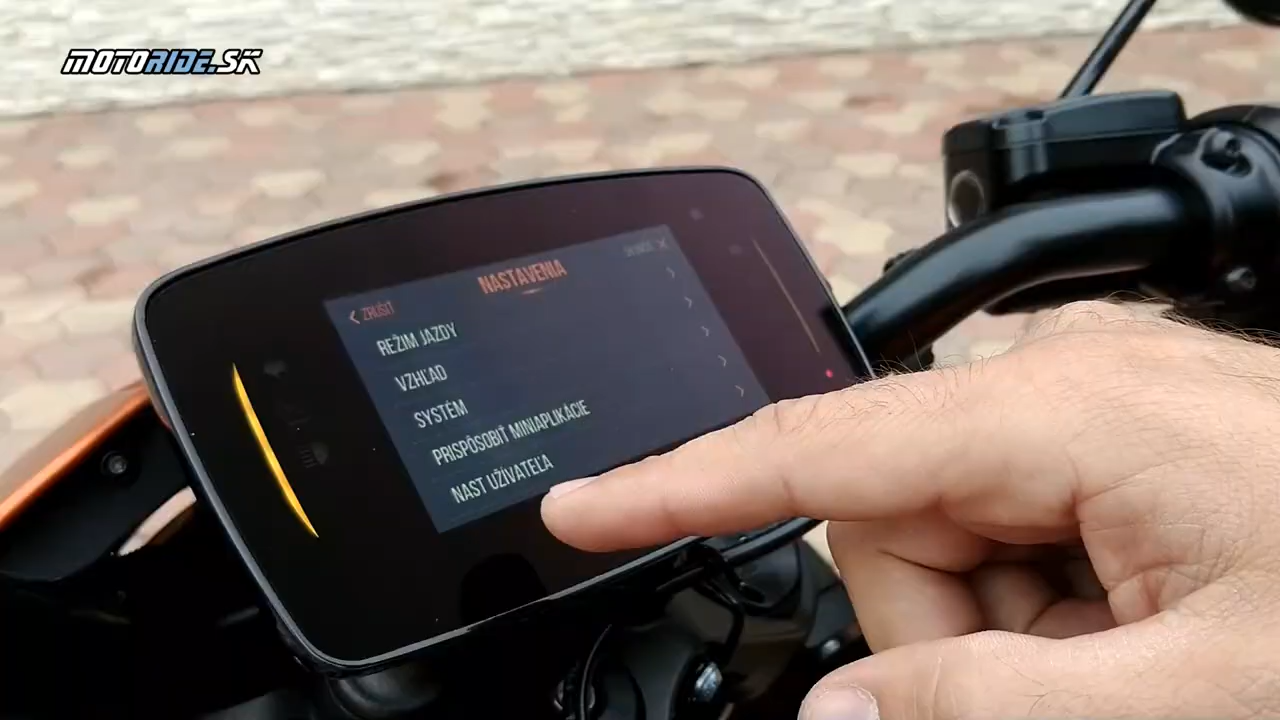 MOTORIDE.SK
NASTAVENIA
ZRUŠIŤ
REŽIM JAZDY
VZHĽAD
SYSTÉM
PRISPÔSOBIŤ MINIAPLIKÁCIE
NAST UŽÍVATEĽA